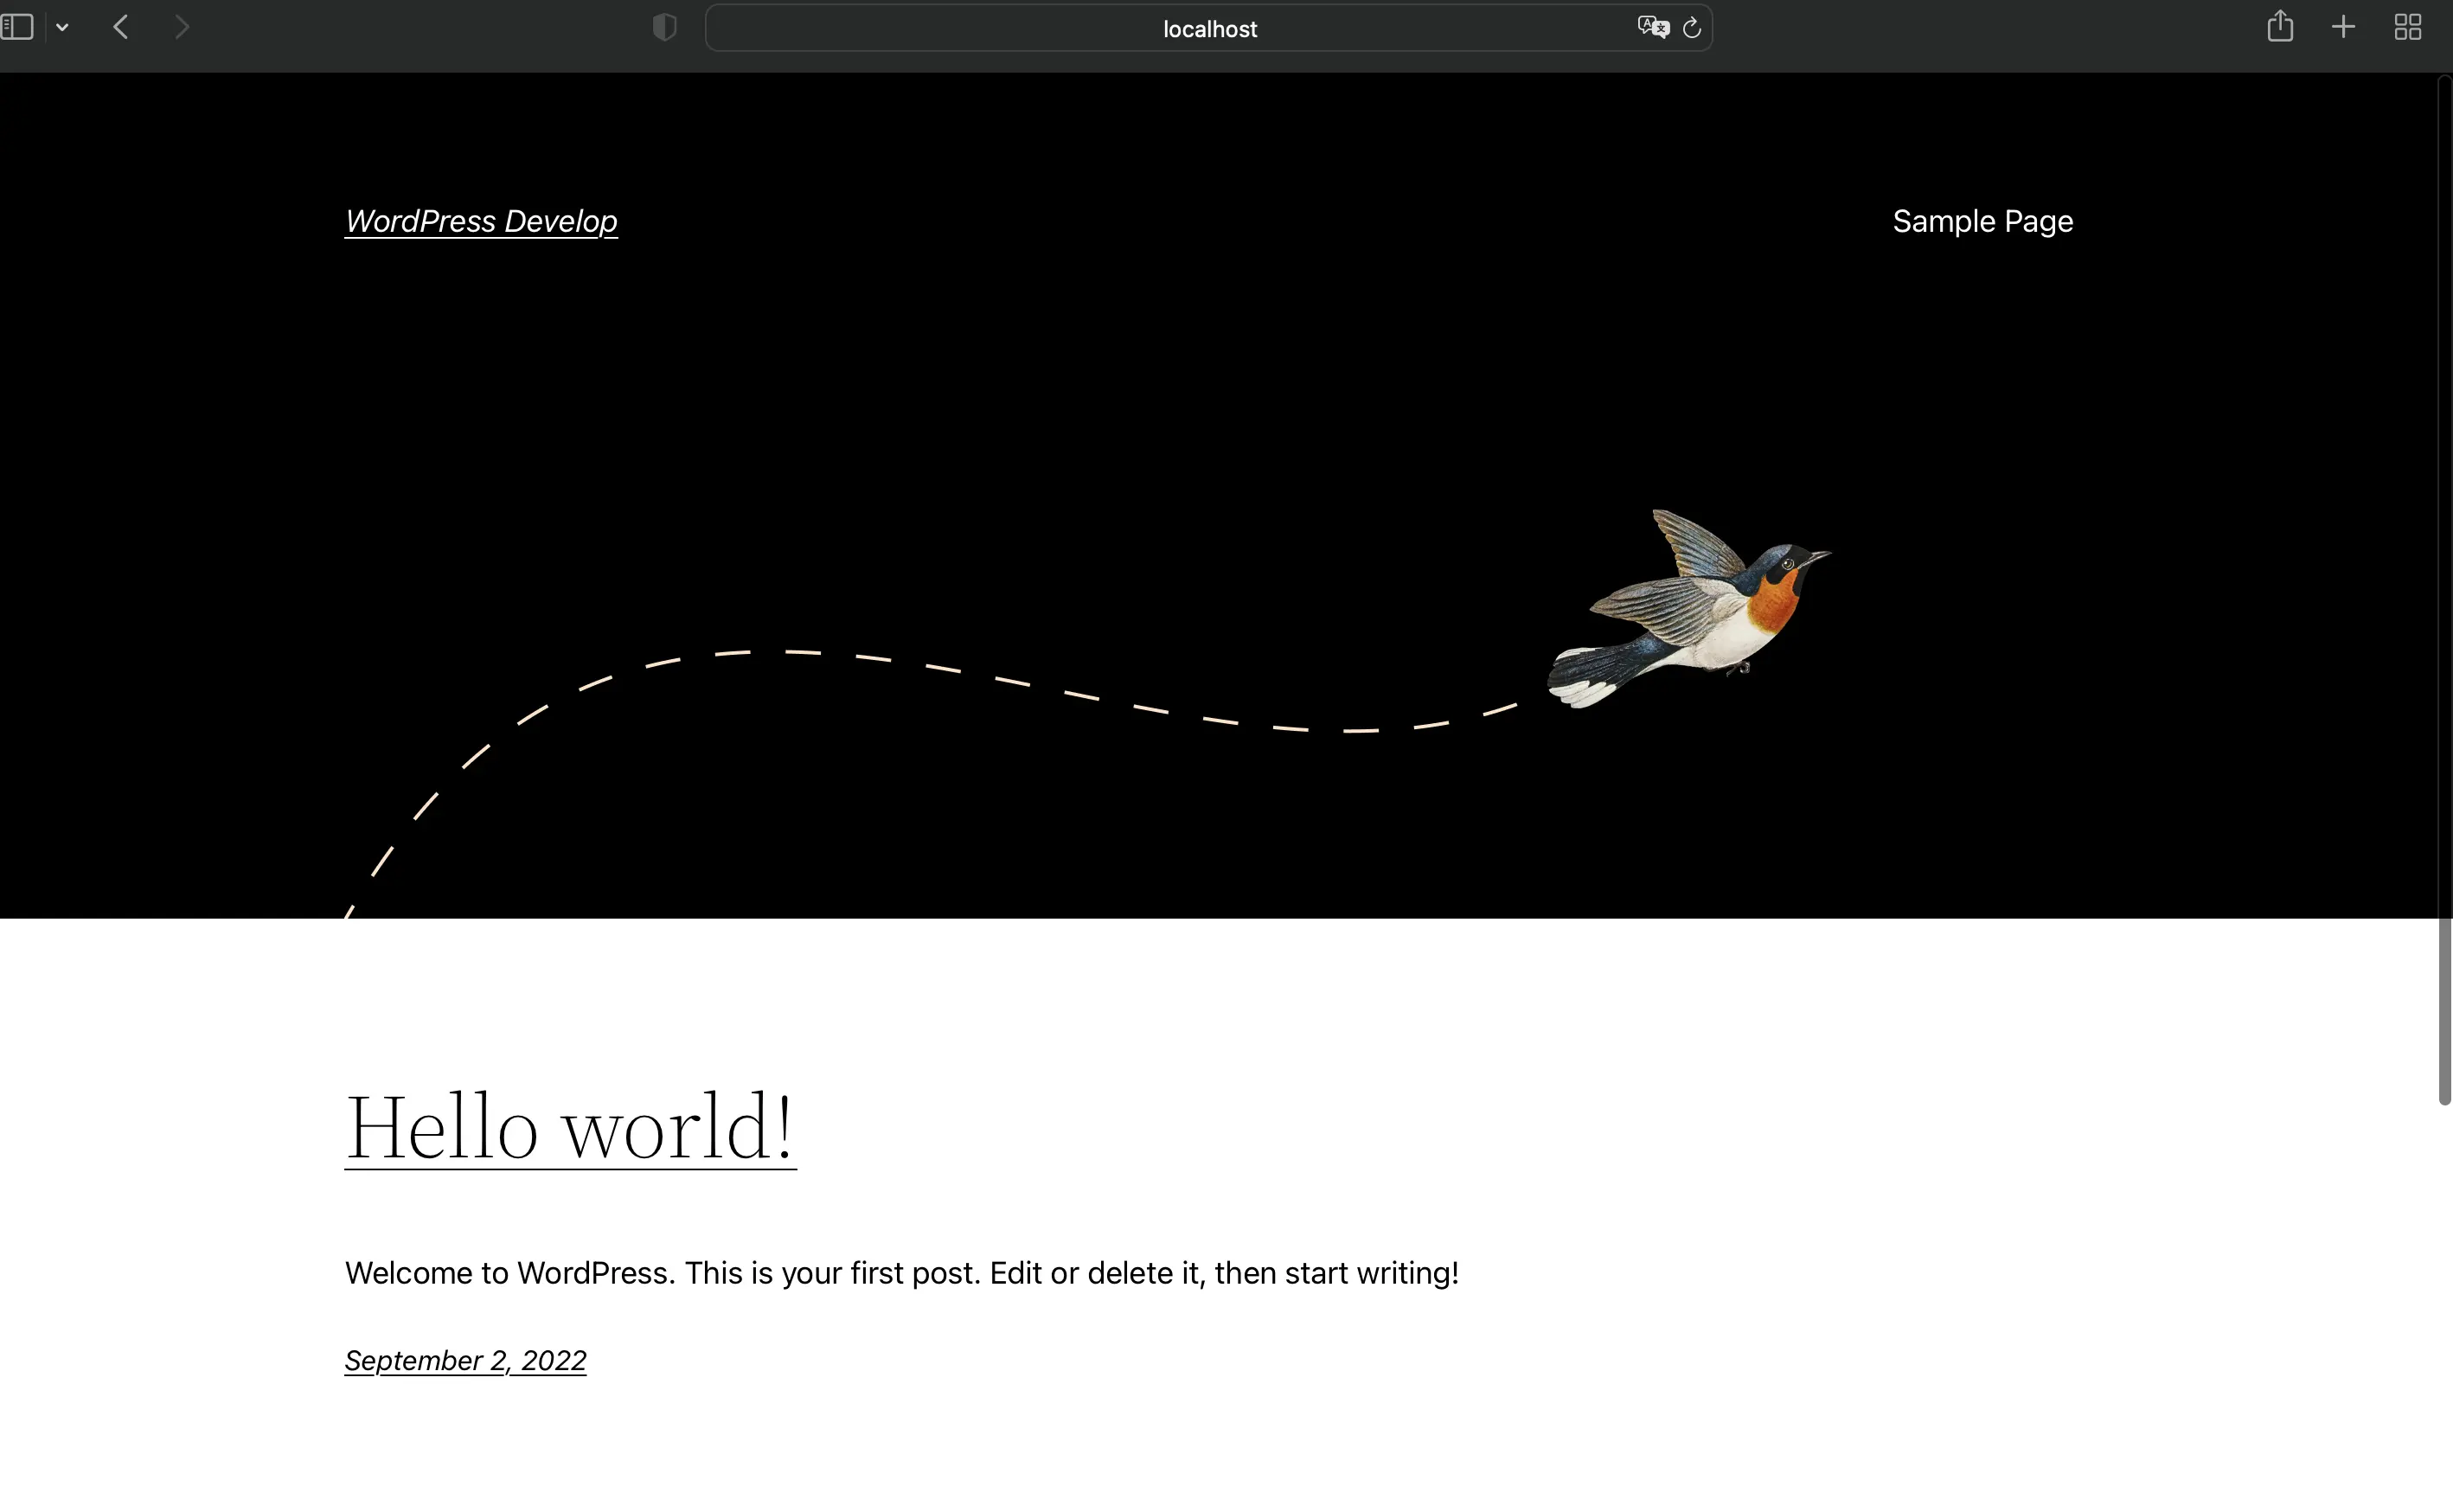 localhost
WordPress Develop
Sample Page
Hello world!
Welcome to WordPress. This is your first post. Edit or delete it, then start writing!
September 2, 2022